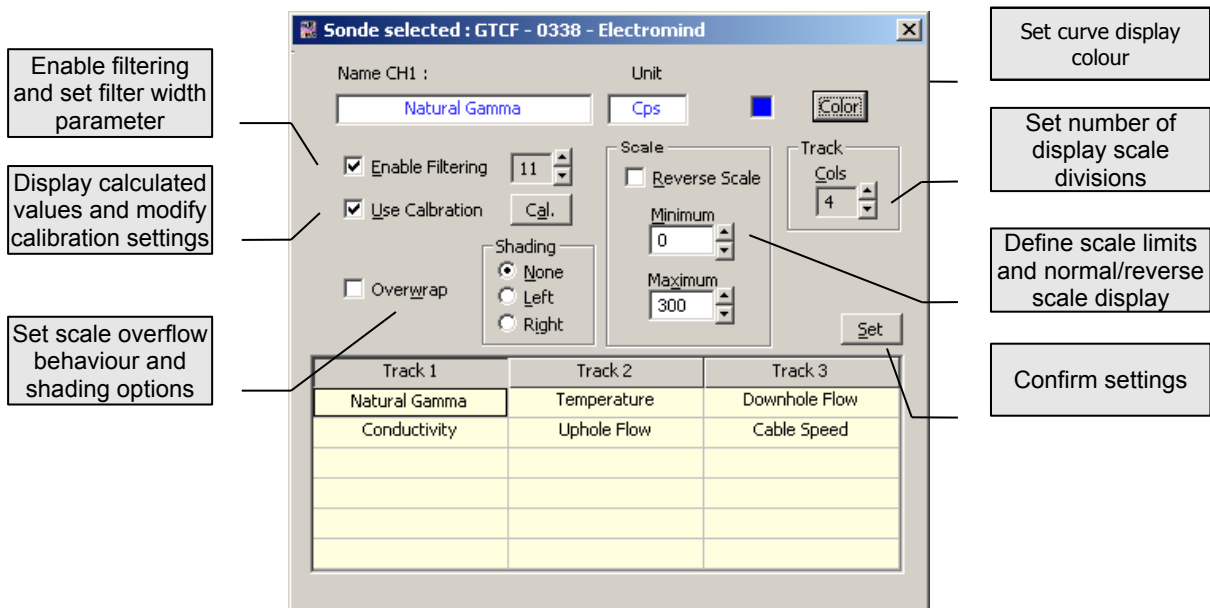 Sonde selected : GTCF - 0338 - Electromind
Set curve display
colour
Enable filtering
and set filter width
parameter
Name CH1 :
Unit
Natural Gamma
Cps
Color
Set number of
display scale
divisions
Enable Filtering
11
Scale
Reverse Scale
Track
Cols
4
Display calculated
values and modify
calibration settings
Use Calbration
Cal.
Minimum
0
Shading
None
Left
Right
Define scale limits
and normal/reverse
scale display
Overwrap
Maximum
300
Set
Set scale overflow
behaviour and
shading options
Confirm settings
Track 1
Track 2
Track 3
Natural Gamma
Temperature
Downhole Flow
Conductivity
Uphole Flow
Cable Speed